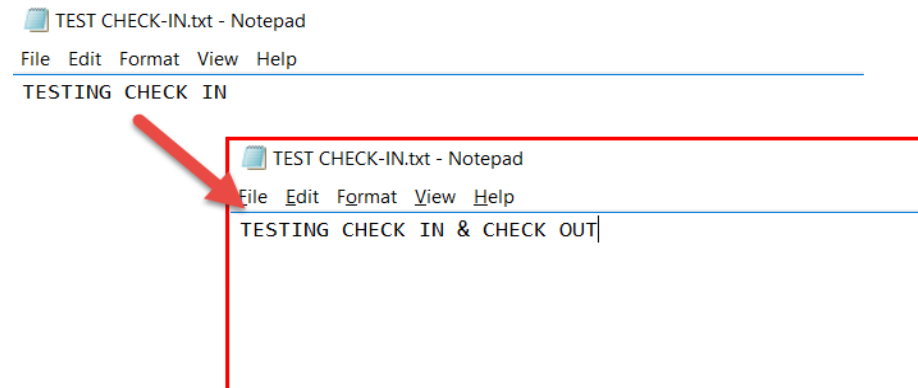 TEST CHECK-IN.txt - Notepad
File Edit Format View Help
TESTING CHECK IN
TEST CHECK-IN.txt - Notepad
File Edit Format View Help
TESTING CHECK IN & CHECK OUT